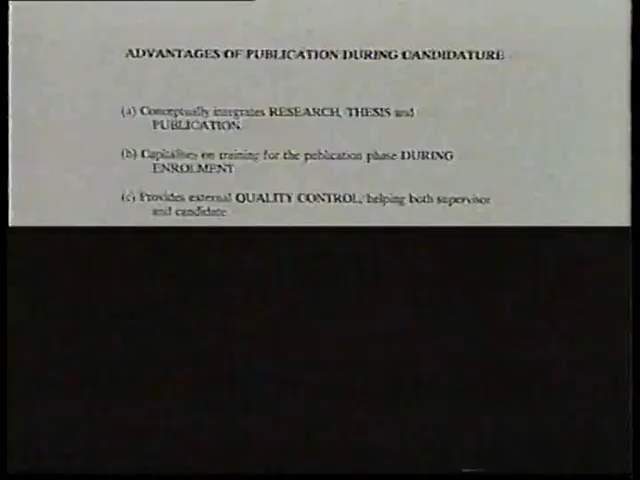 ADVANTAGES OF PUBLICATION DURING CANDIDATURE
(a) Conceptually integrates RESEARCH, THESIS and
PUBLICATION.
(b) Capitalises on training for the publication phase DURING
ENROLMENT
(c) Provides external QUALITY CONTROL, helping both supervisor
and candidate.